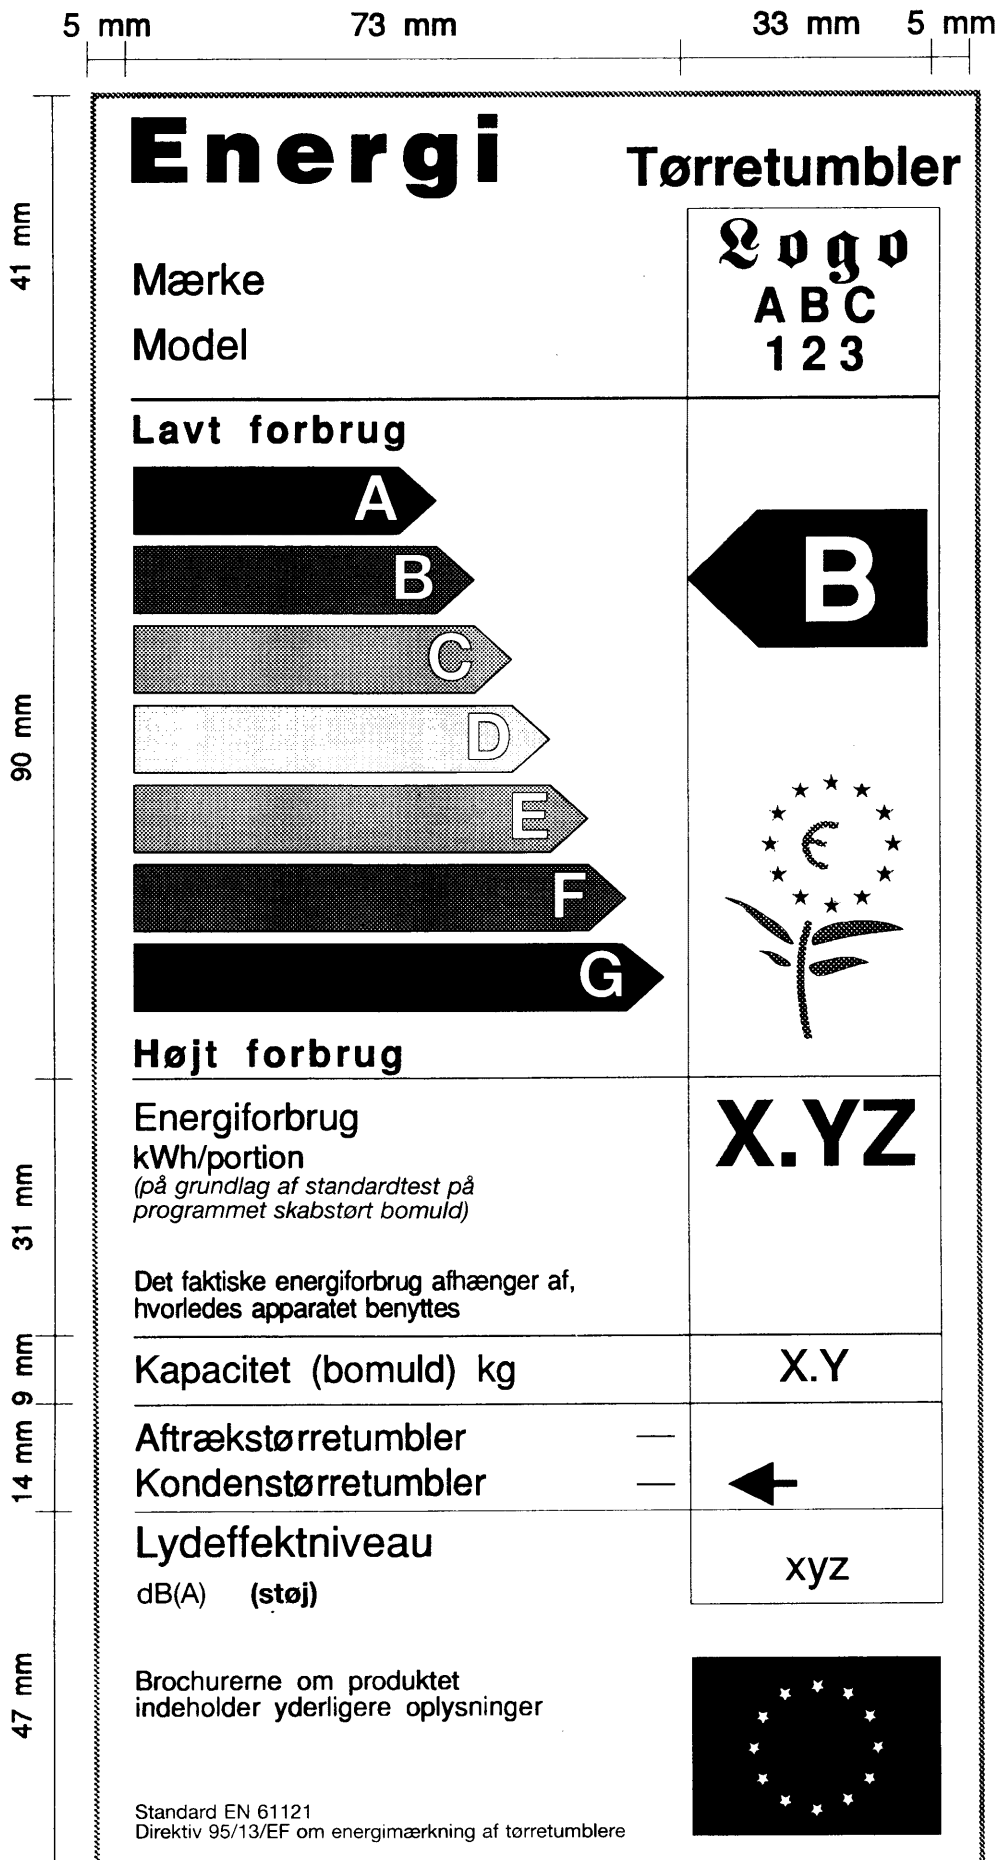 5 mm 73 mm 33 mm 5 mm
Energi
Tørretumbler
41 mm
Mærke
Model
Logo
ABC
123
Lavt forbrug
A
B
B
C
90 mm
D
E
F
G
Højt forbrug
31 mm
Energiforbrug
kWh/portion
(på grundlag af standardtest på
programmet skabstørt bomuld)
X.YZ
Det faktiske energiforbrug afhænger af,
hvorledes apparatet benyttes
9 mm
Kapacitet (bomuld) kg X.Y
14 mm
Aftrækstørretumbler —
Kondenstørretumbler —
Lydeffektniveau
dB(A) (støj)
xyz
47 mm
Brochurerne om produktet
indeholder yderligere oplysninger
Standard EN 61121
Direktiv 95/13/EF om energimærkning af tørretumblere